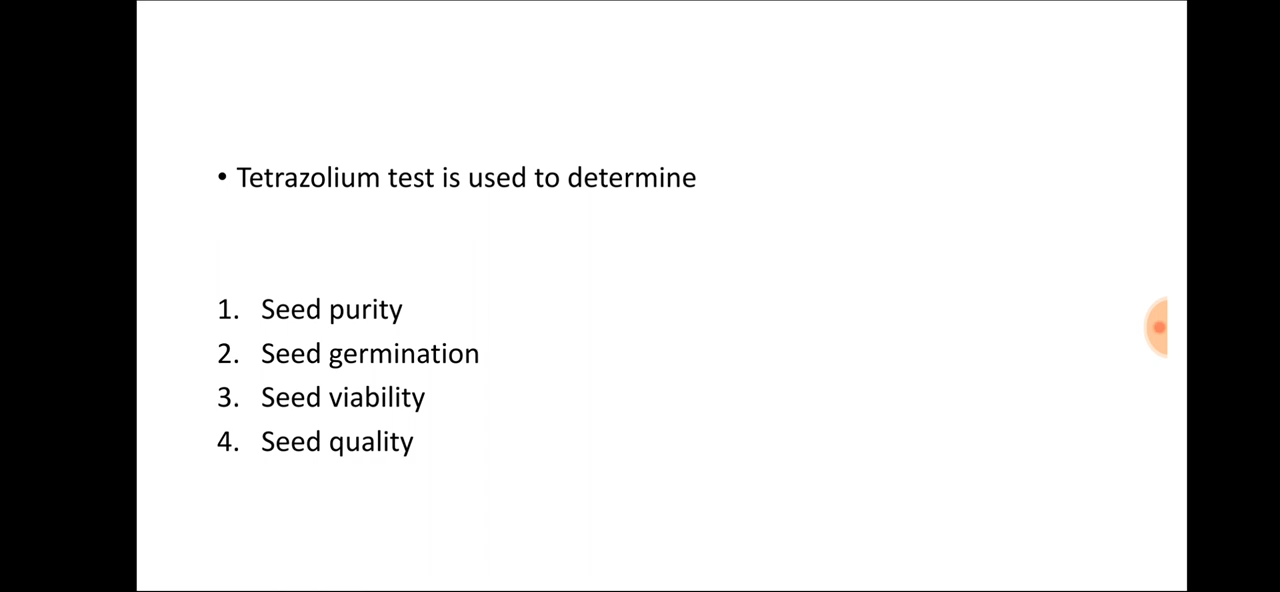 • Tetrazolium test is used to determine
1. Seed purity
2. Seed germination
3. Seed viability
4. Seed quality